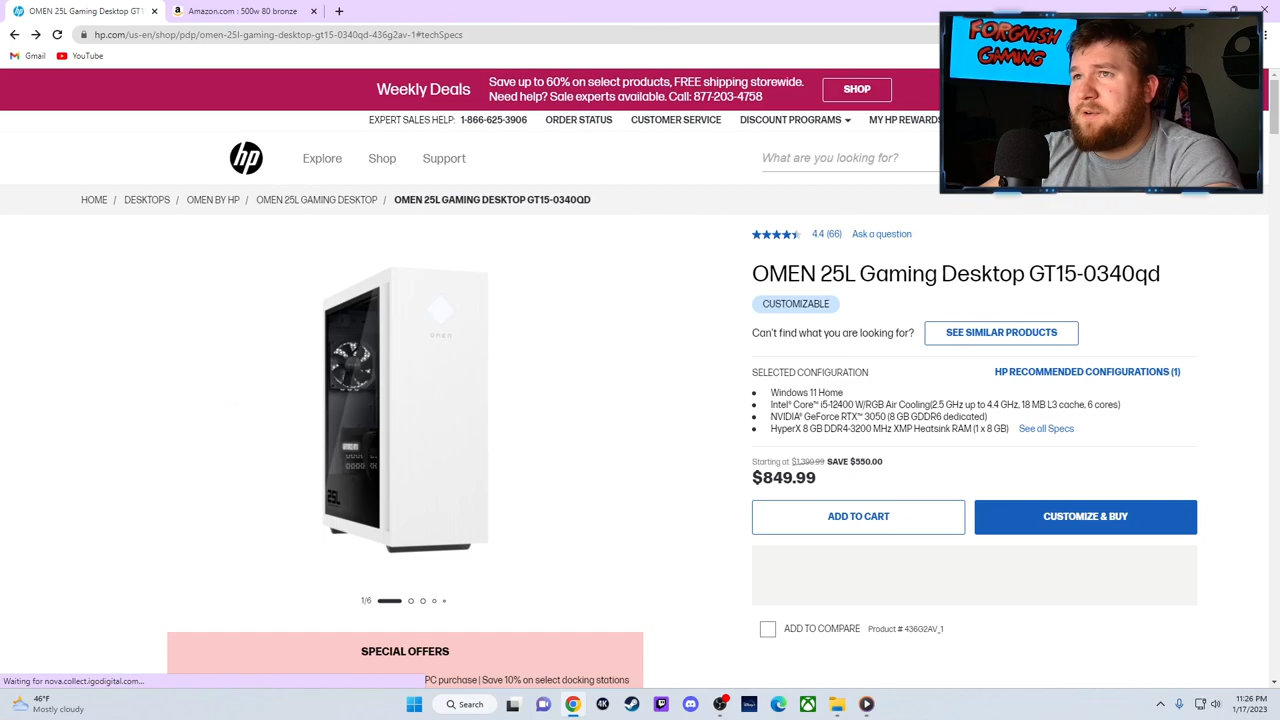 OMEN 25L Gaming Desktop GT1
Amazon.com : 500w 80 bronze
hp.com/us-en/shop/pdp/omen-25l-gaming-
gt15-0340qd-436g2av-1#techSpecs
Gmail YouTube
FORGNISH
GAMING
Weekly Deals
Save up to 60% on select products, FREE shipping storewide.
Need help? Sale experts available. Call: 877-203-4758
SHOP
EXPERT SALES HELP: 1-866-625-3906 ORDER STATUS CUSTOMER SERVICE DISCOUNT PROGRAMS MY HP REWARDS
hp Explore Shop Support What are you looking for?
HOME / DESKTOPS / OMEN BY HP / OMEN 25L GAMING DESKTOP / OMEN 25L GAMING DESKTOP GT15-0340QD
4.4 (66) Ask a question
OMEN 25L Gaming Desktop GT15-0340qd
CUSTOMIZABLE
Can't find what you are looking for? SEE SIMILAR PRODUCTS
SELECTED CONFIGURATION HP RECOMMENDED CONFIGURATIONS (1)
Windows 11 Home
Intel® Core™ i5-12400 W/RGB Air Cooling(2.5 GHz up to 4.4 GHz, 18 MB L3 cache, 6 cores)
NVIDIA® GeForce RTX™ 3050 (8 GB GDDR6 dedicated)
HyperX 8 GB DDR4-3200 MHz XMP Heatsink RAM (1 x 8 GB) See all Specs
Starting at $1,399.99 SAVE $550.00
$849.99
ADD TO CART CUSTOMIZE & BUY
ADD TO COMPARE Product # 436G2AV_1
OMEN
25L
1/6
SPECIAL OFFERS
PC purchase | Save 10% on select docking stations
Waiting for nova.collect.igodigital.com...
46°F
Mostly cloudy
Search
4K
11:26 PM
1/17/2023